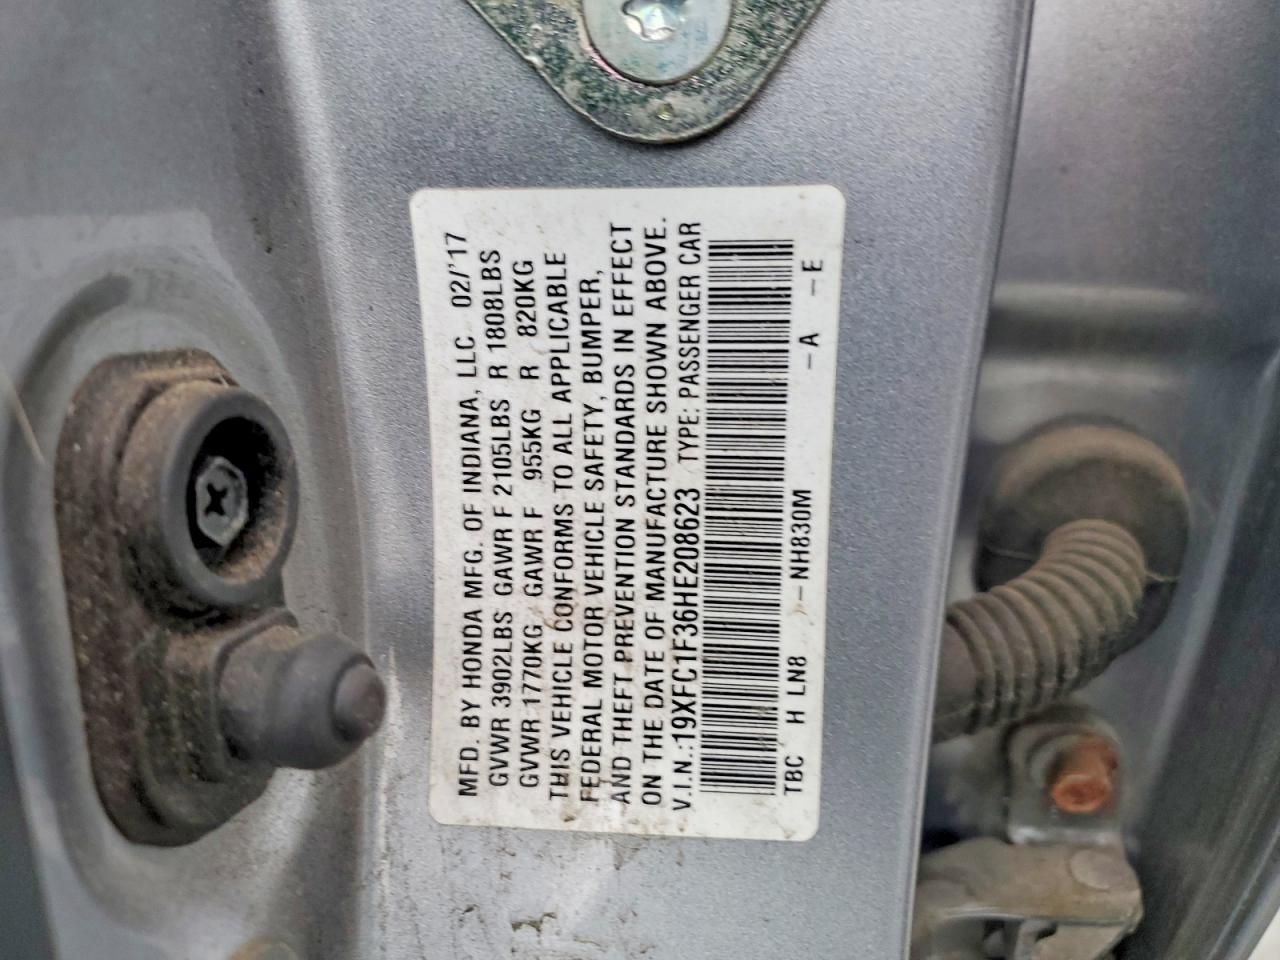 MFD. BY HONDA MFG. OF INDIANA, LLC 02/'17
GVWR 3902LBS GAWR F 2105LBS R 1808LBS
GVWR 1770KG GAWR F 955KG R 820KG
THIS VEHICLE CONFORMS TO ALL APPLICABLE
FEDERAL MOTOR VEHICLE SAFETY, BUMPER,
AND THEFT PREVENTION STANDARDS IN EFFECT
ON THE DATE OF MANUFACTURE SHOWN ABOVE.
V.I.N.:19XFC1F36HE208623 TYPE: PASSENGER CAR
TBC H LN8 -NH830M -A -E